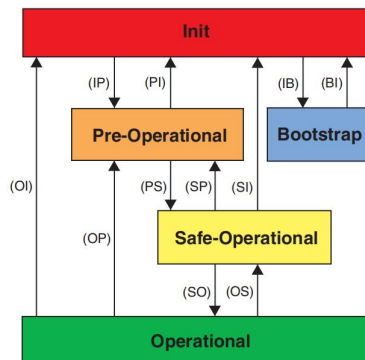 Init
(IP) (PI) (IB) (BI)
Pre-Operational Bootstrap
(OI) (PS) (SP) (SI)
(OP)
Safe-Operational
(SO) (OS)
Operational